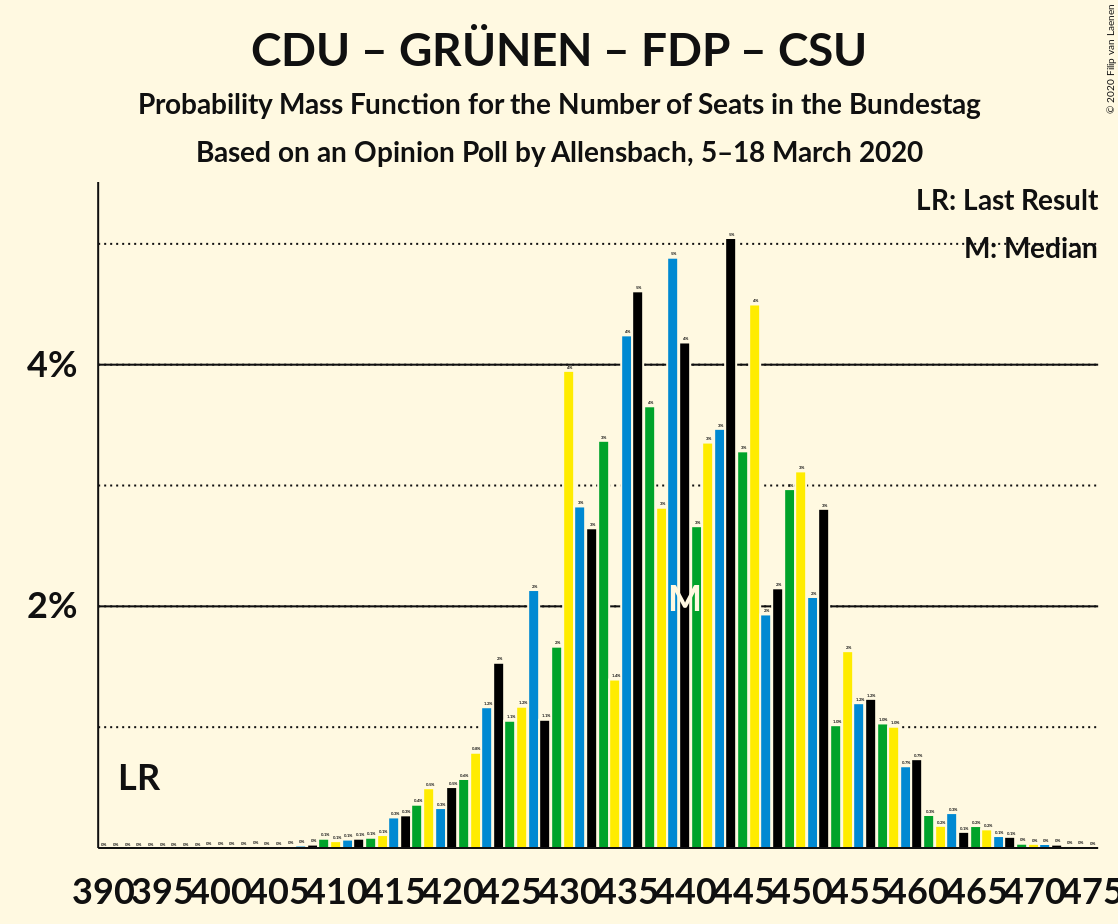 CDU – GRÜNEN – FDP – CSU
Probability Mass Function for the Number of Seats in the Bundestag
Based on an Opinion Poll by Allensbach, 5–18 March 2020
© 2020 Filip van Laenen
LR: Last Result
M: Median
4%
2%
LR
M
390 395 400 405 410 415 420 425 430 435 440 445 450 455 460 465 470 475